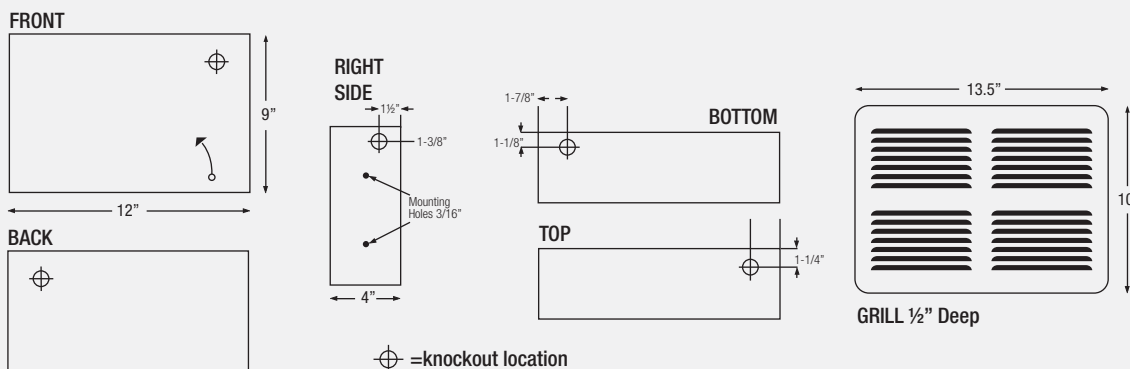 FRONT
9”
12”
BACK
RIGHT
SIDE
1½”
1-3/8”
Mounting
Holes 3/16”
4”
1-7/8”
BOTTOM
1-1/8”
TOP
1-1/4”
13.5”
GRILL ½” Deep
=knockout location